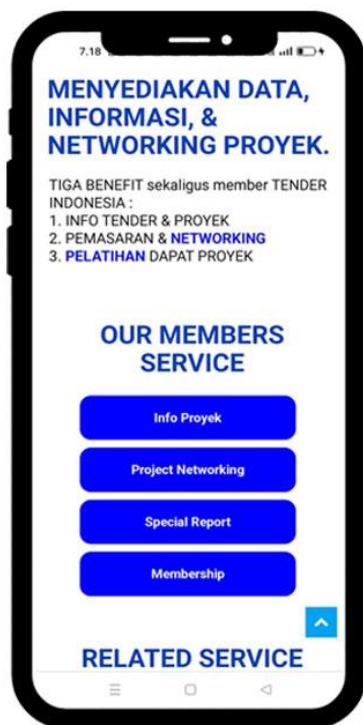 7.18
MENYEDIAKAN DATA,
INFORMASI, &
NETWORKING PROYEK.
TIGA BENEFIT sekaligus member TENDER
INDONESIA :
1. INFO TENDER & PROYEK
2. PEMASARAN & NETWORKING
3. PELATIHAN DAPAT PROYEK
OUR MEMBERS
SERVICE
Info Proyek
Project Networking
Special Report
Membership
RELATED SERVICE